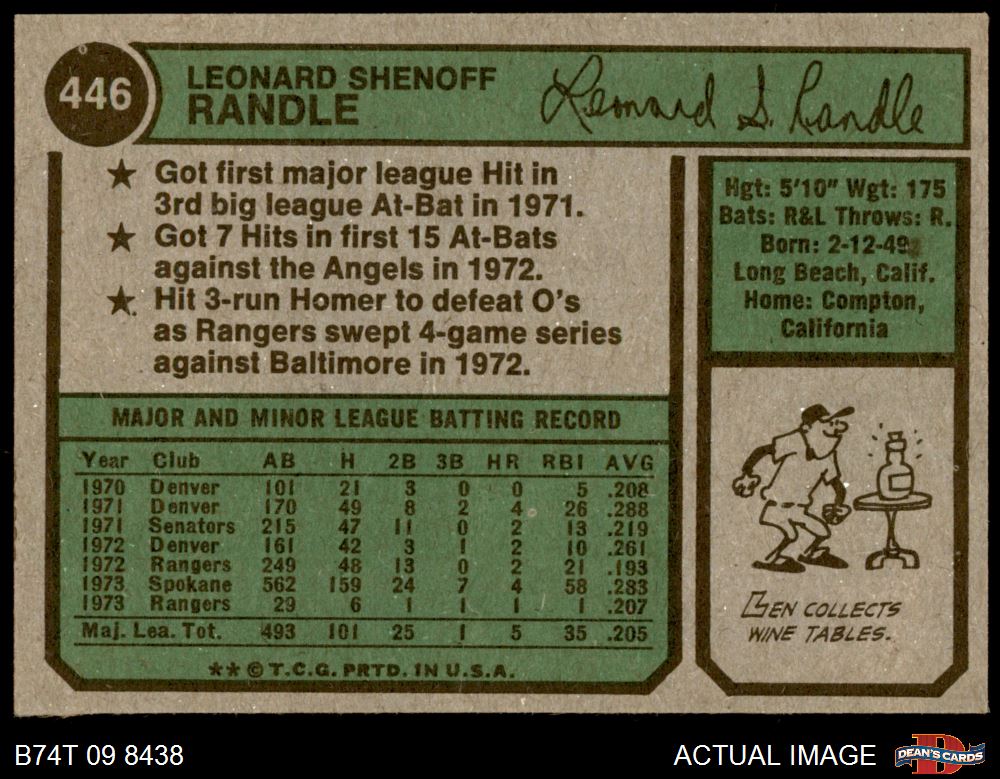 446
LEONARD SHENOFF
RANDLE
Leonard S. Randle
★ Got first major league Hit in
3rd big league At-Bat in 1971.
★ Got 7 Hits in first 15 At-Bats
against the Angels in 1972.
★ Hit 3-run Homer to defeat O's
as Rangers swept 4-game series
against Baltimore in 1972.
Hgt: 5'10" Wgt: 175
Bats: R&L Throws: R.
Born: 2-12-49
Long Beach, Calif.
Home: Compton,
California
MAJOR AND MINOR LEAGUE BATTING RECORD
Year Club AB H 2B 3B HR RBI AVG
1970 Denver 101 21 3 0 0 5 .208
1971 Denver 170 49 8 2 4 26 .288
1971 Senators 215 47 11 0 2 13 .219
1972 Denver 161 42 3 1 2 10 .261
1972 Rangers 249 48 13 0 2 21 .193
1973 Spokane 562 159 24 7 4 58 .283
1973 Rangers 29 6 1 1 1 1 .207
Maj. Lea. Tot. 493 101 25 1 5 35 .205
**© T.C.G. PRTD. IN U.S.A.
LEN COLLECTS
WINE TABLES.
B74T 09 8438
ACTUAL IMAGE
DEAN'S CARDS